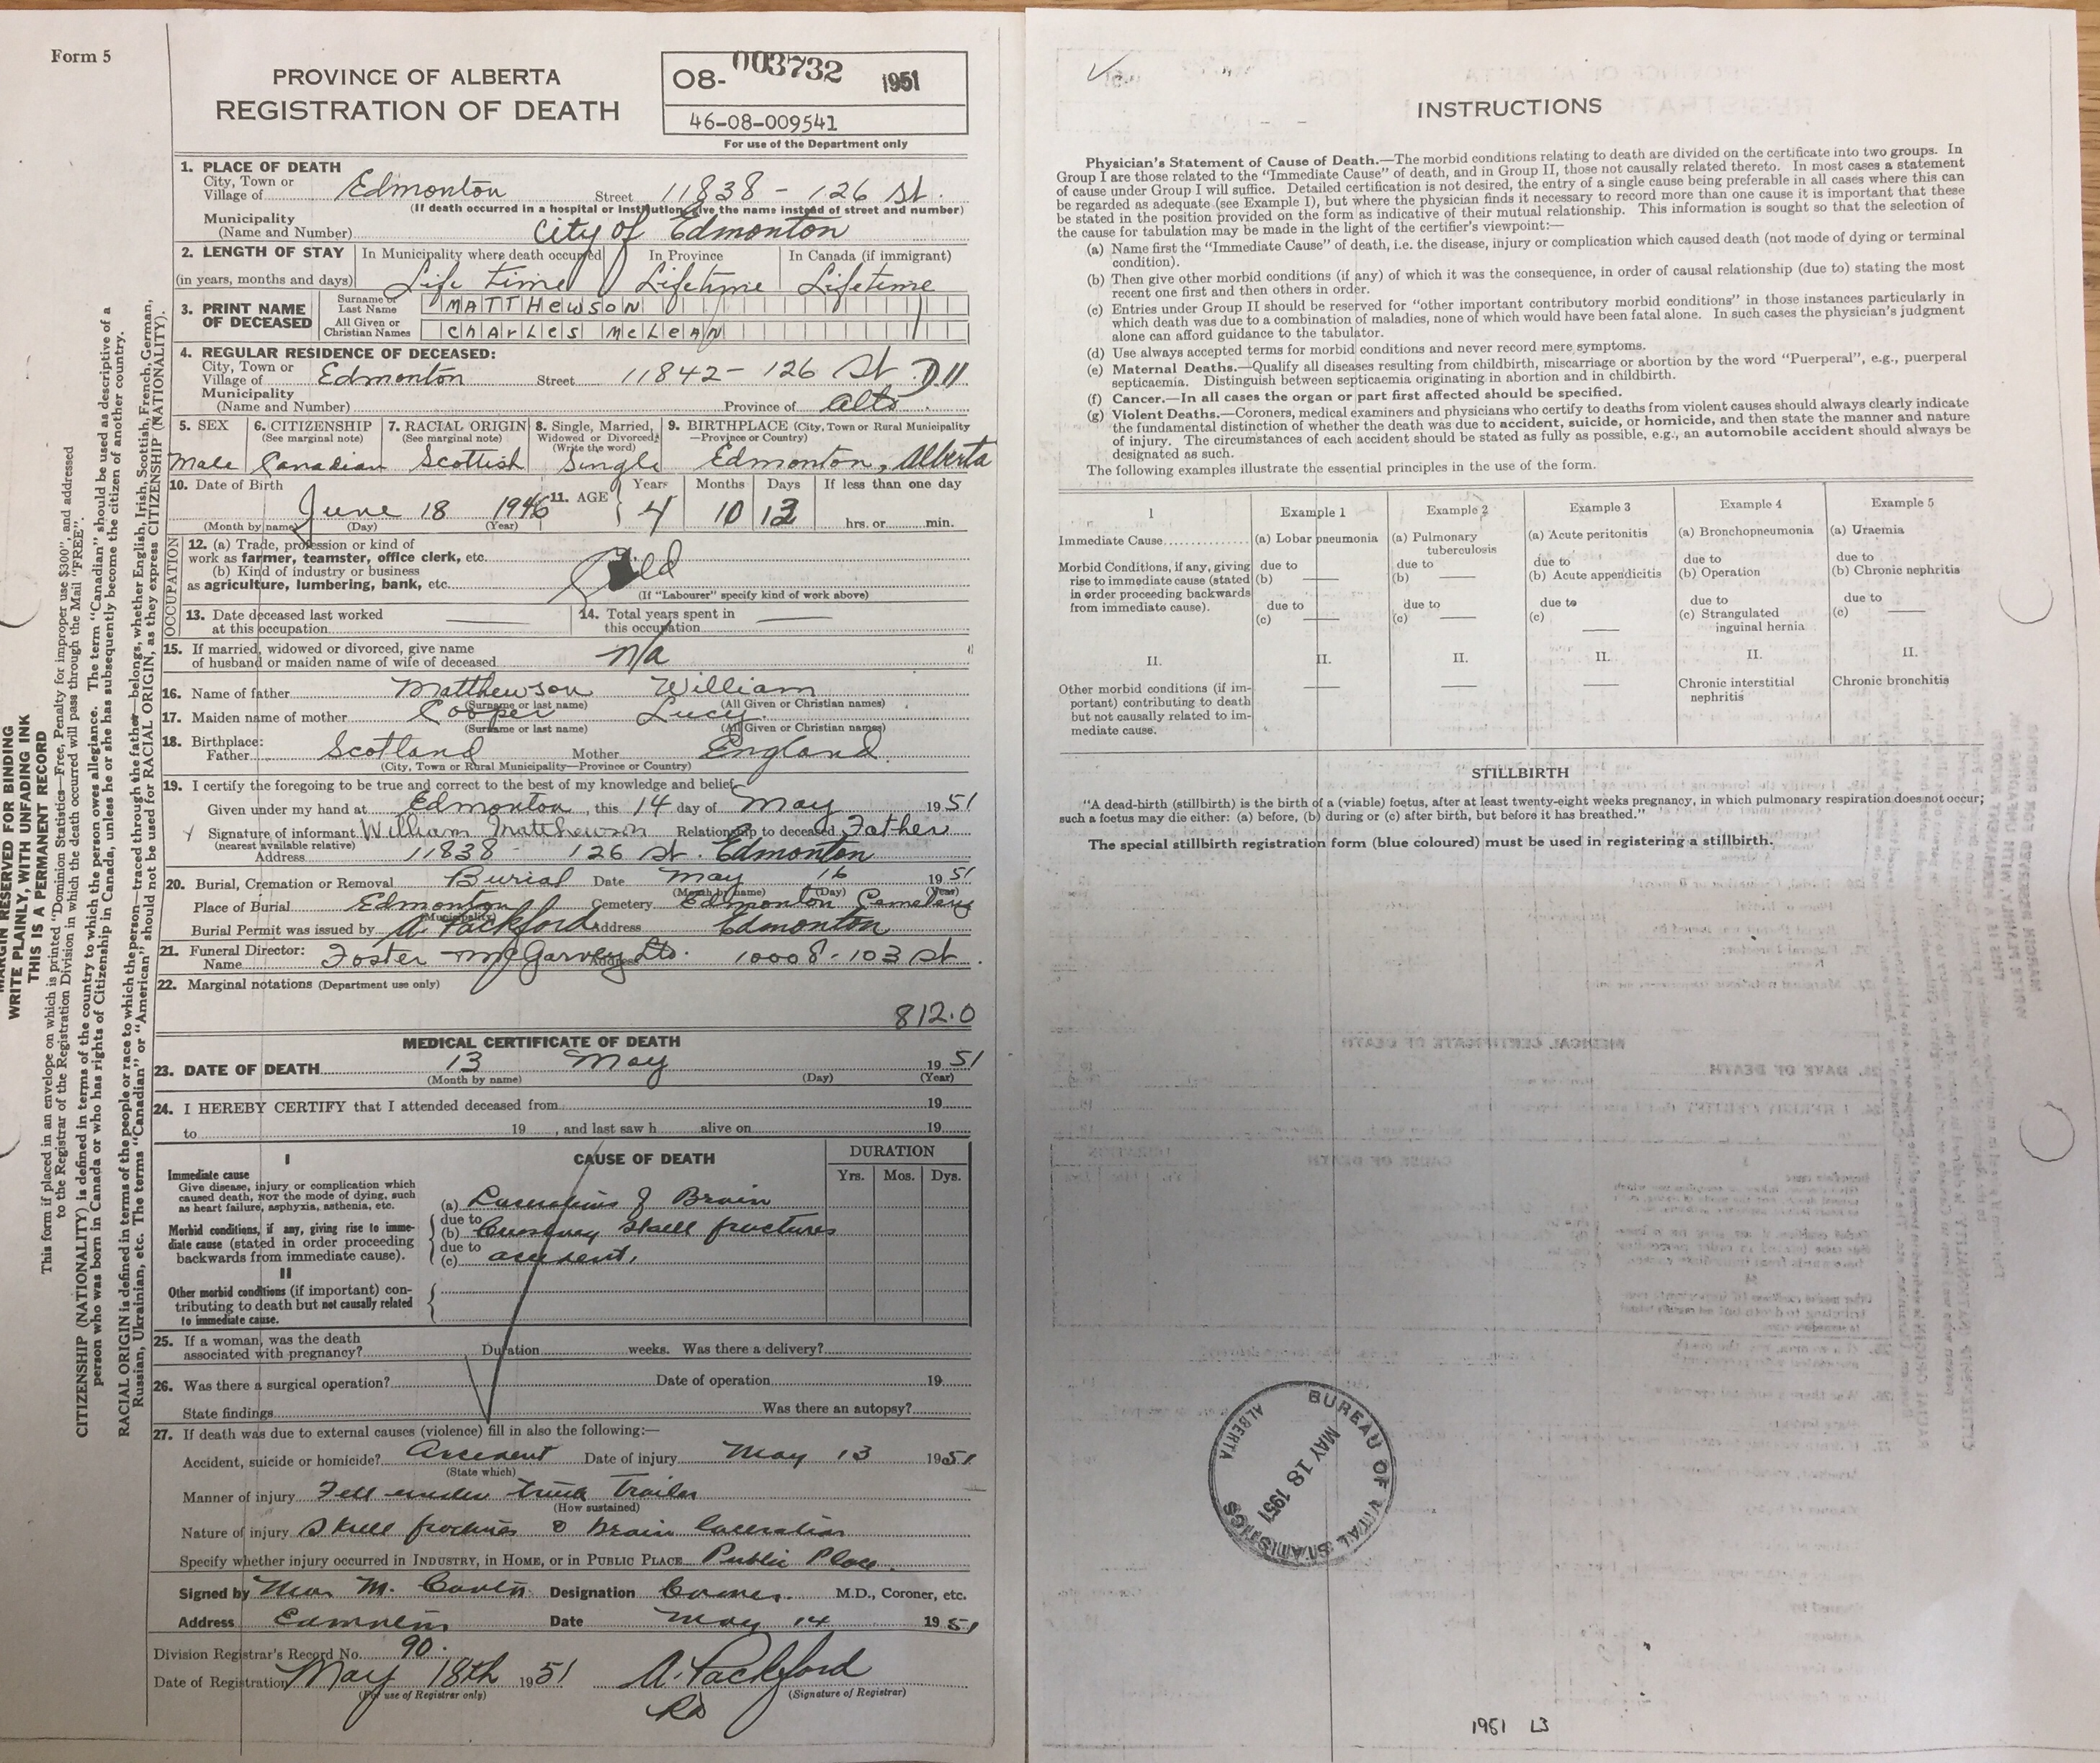 Form 5
PROVINCE OF ALBERTA
REGISTRATION OF DEATH
08- 003732 1951
46-08-009541
For use of the Department only
1. PLACE OF DEATH
City, Town or Village of Edmonton Street 11838 - 126 St.
(If death occurred in a hospital or institution, give the name instead of street and number)
Municipality (Name and Number) City of Edmonton
2. LENGTH OF STAY In Municipality where death occurred In Province In Canada (if immigrant)
(in years, months and days) Life time Lifetime Lifetime
3. PRINT NAME OF DECEASED Surname or Last Name MATTHEWSON
All Given or Christian Names CHARLES McLEAN
4. REGULAR RESIDENCE OF DECEASED:
City, Town or Village of Edmonton Street 11842 - 126 St
Municipality (Name and Number) Province of Alta.
5. SEX 6. CITIZENSHIP (See marginal note) 7. RACIAL ORIGIN (See marginal note) 8. Single, Married, Widowed or Divorced (Write the word) 9. BIRTHPLACE (City, Town or Rural Municipality—Province or Country)
Male Canadian Scottish Single Edmonton, Alberta
10. Date of Birth June 18 1946 11. AGE Years 4 Months 10 Days If less than one day
(Month by name) (Day) (Year) hrs. or min.
OCCUPATION
12. (a) Trade, profession or kind of work as farmer, teamster, office clerk, etc.
(b) Kind of industry or business as agriculture, lumbering, bank, etc.
(If "Labourer" specify kind of work above)
13. Date deceased last worked at this occupation 14. Total years spent in this occupation
15. If married, widowed or divorced, give name of husband or maiden name of wife of deceased n/a
16. Name of father Matthewson William
(Surname or last name) (All Given or Christian names)
17. Maiden name of mother Cooper Lucy
(Surname or last name) (All Given or Christian names)
18. Birthplace: Father Scotland Mother England
(City, Town or Rural Municipality—Province or Country)
19. I certify the foregoing to be true and correct to the best of my knowledge and belief.
Given under my hand at Edmonton, this 14 day of May 1951
Signature of informant William Matthewson Relationship to deceased Father
(nearest available relative)
Address 11838 126 St. Edmonton
20. Burial, Cremation or Removal Burial Date May 16 1951
(Month by name) (Day) (Year)
Place of Burial Edmonton Cemetery Edmonton Cemetery
(Municipality)
Burial Permit was issued by A. Packford Address Edmonton
21. Funeral Director: Name Foster McGarvey Ltd. Address 10008 - 103 St.
22. Marginal notations (Department use only)
812.0
MEDICAL CERTIFICATE OF DEATH
23. DATE OF DEATH 13 May 1951
(Month by name) (Day) (Year)
24. I HEREBY CERTIFY that I attended deceased from 19
to 19 , and last saw h alive on 19
I CAUSE OF DEATH DURATION
Yrs. Mos. Dys.
Immediate cause
Give disease, injury or complication which caused death, NOT the mode of dying, such as heart failure, asphyxia, asthenia, etc.
(a) Lacerations of Brain
due to
Morbid conditions, if any, giving rise to immediate cause (stated in order proceeding backwards from immediate cause).
(b) Crushing skull fractures
due to
(c) accident.
II
Other morbid conditions (if important) contributing to death but not causally related to immediate cause.
25. If a woman, was the death associated with pregnancy? Duration weeks. Was there a delivery?
26. Was there a surgical operation? Date of operation 19
State findings Was there an autopsy?
27. If death was due to external causes (violence) fill in also the following:—
Accident, suicide or homicide? Accident Date of injury May 13 1951
(State which)
Manner of injury Fell under truck Trailer
(How sustained)
Nature of injury Skull fractures & brain laceration
Specify whether injury occurred in INDUSTRY, in HOME, or in PUBLIC PLACE Public Place.
Signed by M. Designation Coroner. M.D., Coroner, etc.
Address Edmonton Date May 14 1951
Division Registrar's Record No. 90.
Date of Registration May 18th 1951 A. Packford
(For use of Registrar only) (Signature of Registrar)
MARGIN RESERVED FOR BINDING
WRITE PLAINLY, WITH UNFADING INK
THIS IS A PERMANENT RECORD
This form if placed in an envelope on which is printed "Dominion Statistics—Free, Penalty for improper use $300", and addressed
to the Registrar of the Registration Division in which the death occurred will pass through the Mail "FREE".
CITIZENSHIP (NATIONALITY) is defined in terms of the country to which the person owes allegiance. The term "Canadian" should be used as descriptive of a
person who was born in Canada or who has rights of Citizenship in Canada, unless he or she has subsequently become the citizen of another country.
RACIAL ORIGIN is defined in terms of the people or race to which the person—traced through the father—belongs, whether English, Irish, Scottish, French, German,
Russian, Ukrainian, etc. The terms "Canadian" or "American" should not be used for RACIAL ORIGIN, as they express CITIZENSHIP (NATIONALITY).
INSTRUCTIONS
Physician's Statement of Cause of Death.—The morbid conditions relating to death are divided on the certificate into two groups. In
Group I are those related to the "Immediate Cause" of death, and in Group II, those not causally related thereto. In most cases a statement
of cause under Group I will suffice. Detailed certification is not desired, the entry of a single cause being preferable in all cases where this can
be regarded as adequate (see Example I), but where the physician finds it necessary to record more than one cause it is important that these
be stated in the position provided on the form as indicative of their mutual relationship. This information is sought so that the selection of
the cause for tabulation may be made in the light of the certifier's viewpoint:—
(a) Name first the "Immediate Cause" of death, i.e. the disease, injury or complication which caused death (not mode of dying or terminal
condition).
(b) Then give other morbid conditions (if any) of which it was the consequence, in order of causal relationship (due to) stating the most
recent one first and then others in order.
(c) Entries under Group II should be reserved for "other important contributory morbid conditions" in those instances particularly in
which death was due to a combination of maladies, none of which would have been fatal alone. In such cases the physician's judgment
alone can afford guidance to the tabulator.
(d) Use always accepted terms for morbid conditions and never record mere symptoms.
(e) Maternal Deaths.—Qualify all diseases resulting from childbirth, miscarriage or abortion by the word "Puerperal", e.g., puerperal
septicaemia. Distinguish between septicaemia originating in abortion and in childbirth.
(f) Cancer.—In all cases the organ or part first affected should be specified.
(g) Violent Deaths.—Coroners, medical examiners and physicians who certify to deaths from violent causes should always clearly indicate
the fundamental distinction of whether the death was due to accident, suicide, or homicide, and then state the manner and nature
of injury. The circumstances of each accident should be stated as fully as possible, e.g., an automobile accident should always be
designated as such.
The following examples illustrate the essential principles in the use of the form.
I Example 1 Example 2 Example 3 Example 4 Example 5
Immediate Cause (a) Lobar pneumonia (a) Pulmonary tuberculosis (a) Acute peritonitis (a) Bronchopneumonia (a) Uraemia
Morbid Conditions, if any, giving rise to immediate cause (stated in order proceeding backwards from immediate cause).
due to due to due to due to due to
(b) (b) (b) Acute appendicitis (b) Operation (b) Chronic nephritis
due to due to due to due to due to
(c) (c) (c) (c) Strangulated inguinal hernia (c)
II. II. II. II. II. II.
Other morbid conditions (if important) contributing to death but not causally related to immediate cause.
Chronic interstitial nephritis Chronic bronchitis
STILLBIRTH
"A dead-birth (stillbirth) is the birth of a (viable) foetus, after at least twenty-eight weeks pregnancy, in which pulmonary respiration does not occur;
such a foetus may die either: (a) before, (b) during or (c) after birth, but before it has breathed."
The special stillbirth registration form (blue coloured) must be used in registering a stillbirth.
BUREAU OF VITAL STATISTICS
ALBERTA
MAY 18 1951
1951 L3